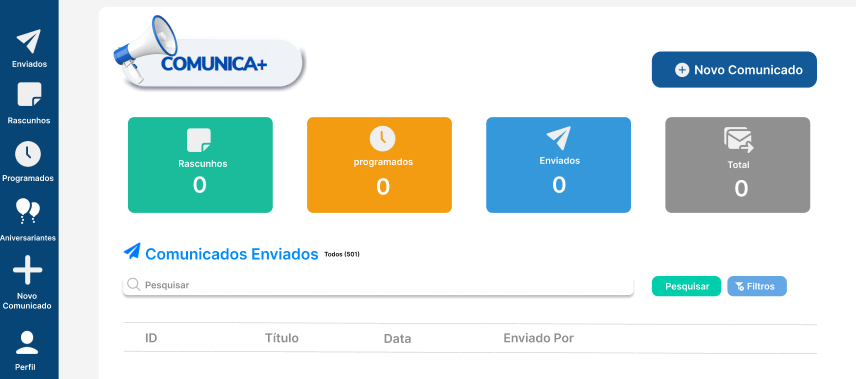 Enviados
Rascunhos
Programados
Aniversariantes
Novo
Comunicado
Perfil
COMUNICA+
Novo Comunicado
Rascunhos
0
programados
0
Enviados
0
Total
0
Comunicados Enviados Todos (501)
Pesquisar
Pesquisar
Filtros
ID Título Data Enviado Por